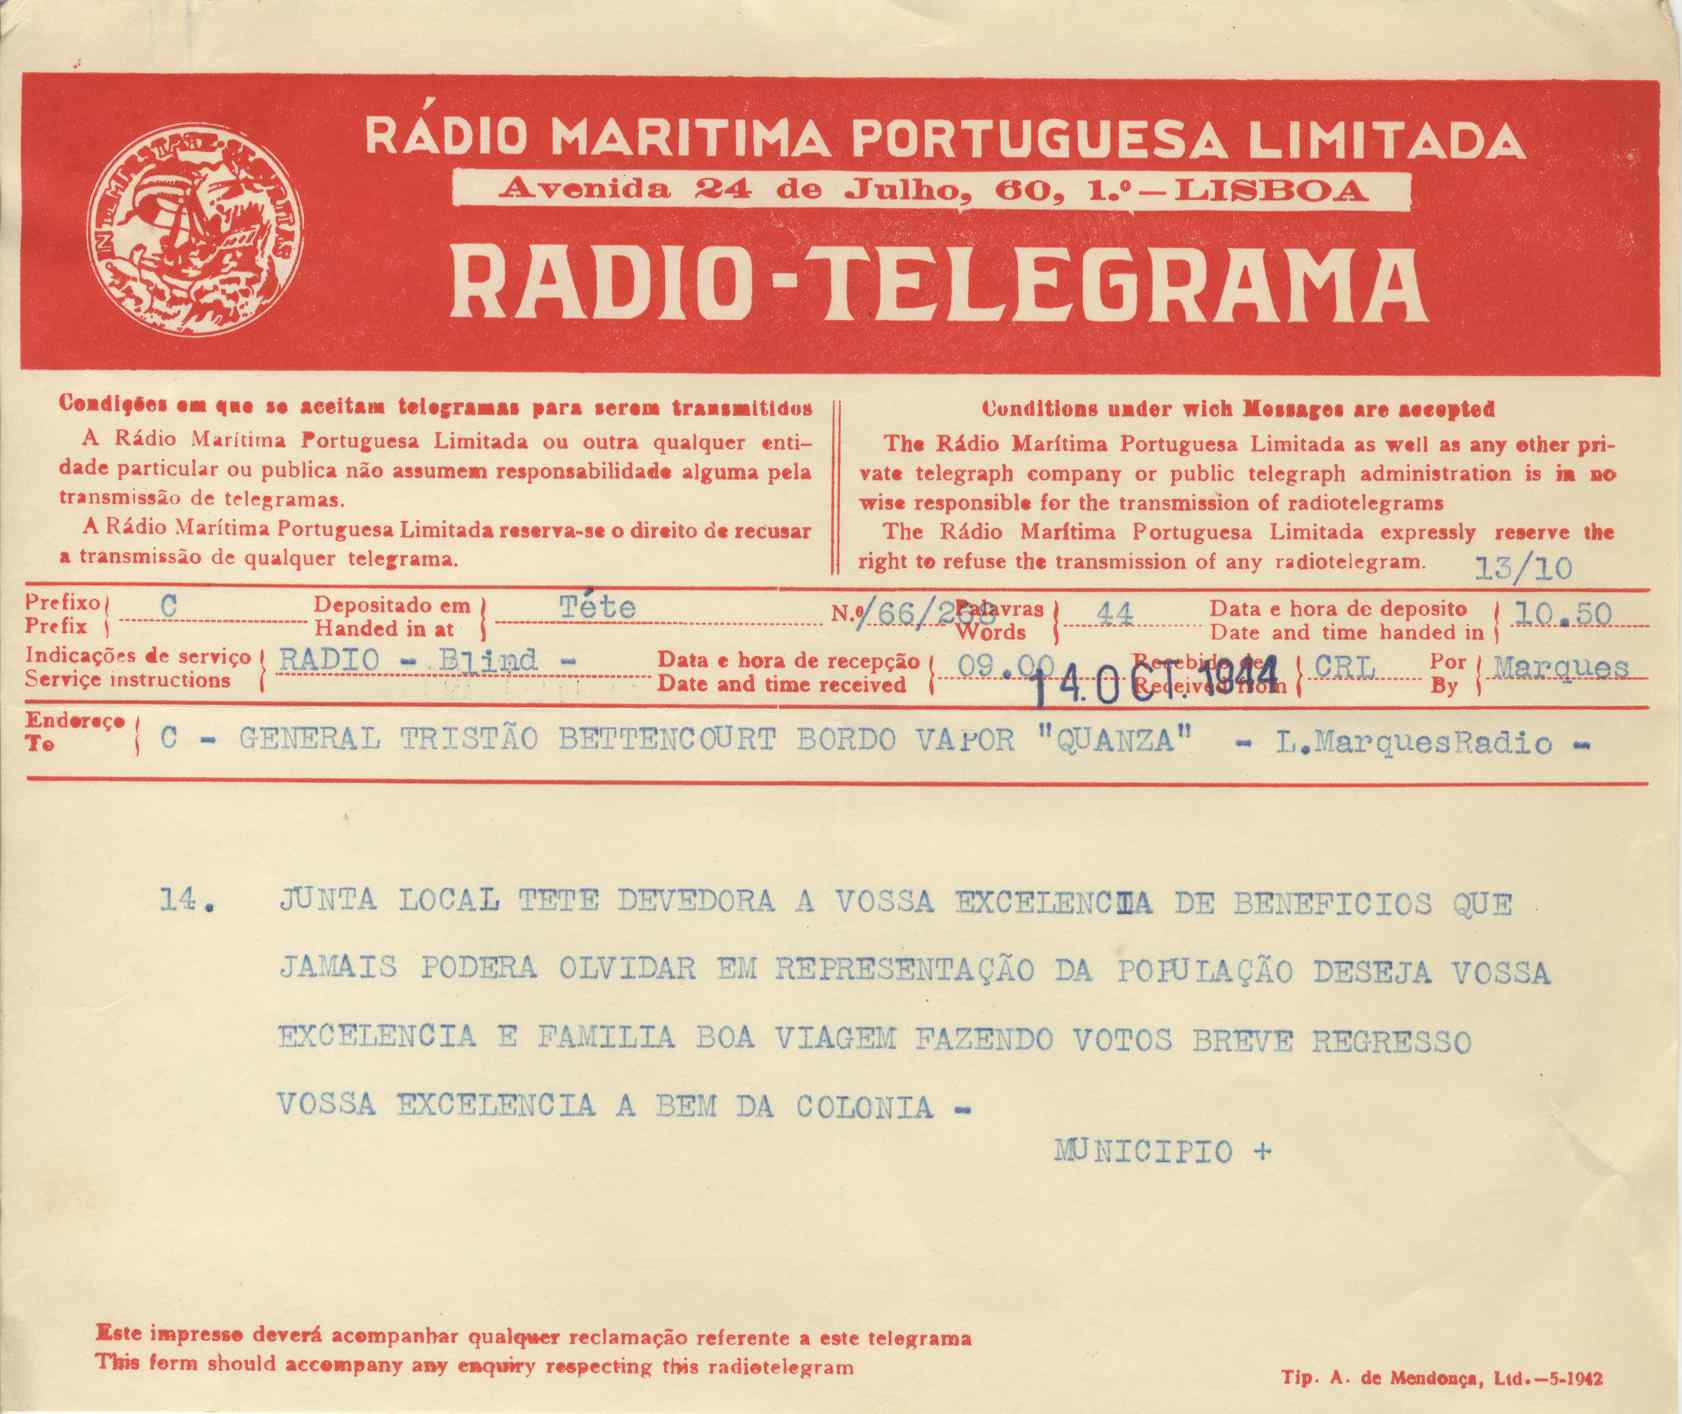 RÁDIO MARITIMA PORTUGUESA LIMITADA
Avenida 24 de Julho, 60, 1.º — LISBOA
RADIO-TELEGRAMA
Condições em que se aceitam telegramas para serem transmitidos
A Rádio Marítima Portuguesa Limitada ou outra qualquer enti-
dade particular ou publica não assumem responsabilidade alguma pela
transmissão de telegramas.
A Rádio Marítima Portuguesa Limitada reserva-se o direito de recusar
a transmissão de qualquer telegrama.
Conditions under wich Messages are accepted
The Rádio Marítima Portuguesa Limitada as well as any other pri-
vate telegraph company or public telegraph administration is in no
wise responsible for the transmission of radiotelegrams
The Rádio Marítima Portuguesa Limitada expressly reserve the
right to refuse the transmission of any radiotelegram. 13/10
Prefixo C Depositado em Téte N.º /66/268 Palavras 44 Data e hora de deposito 10.50
Prefix Handed in at Words Date and time handed in
Indicações de serviço RADIO - Blind - Data e hora de recepção 09.00 Recebido de CRL Por Marques
Serviçe instructions Date and time received 14. OCT. 1944 Received from By
Endereço C - GENERAL TRISTÃO BETTENCOURT BORDO VAPOR "QUANZA" - L.MarquesRadio -
To
14. JUNTA LOCAL TETE DEVEDORA A VOSSA EXCELENCIA DE BENEFICIOS QUE
JAMAIS PODERA OLVIDAR EM REPRESENTAÇÃO DA POPULAÇÃO DESEJA VOSSA
EXCELENCIA E FAMILIA BOA VIAGEM FAZENDO VOTOS BREVE REGRESSO
VOSSA EXCELENCIA A BEM DA COLONIA -
MUNICIPIO +
Este impresso deverá acompanhar qualquer reclamação referente a este telegrama
This form should accompany any enquiry respecting this radiotelegram
Tip. A. de Mendonça, Ltd.—5-1942